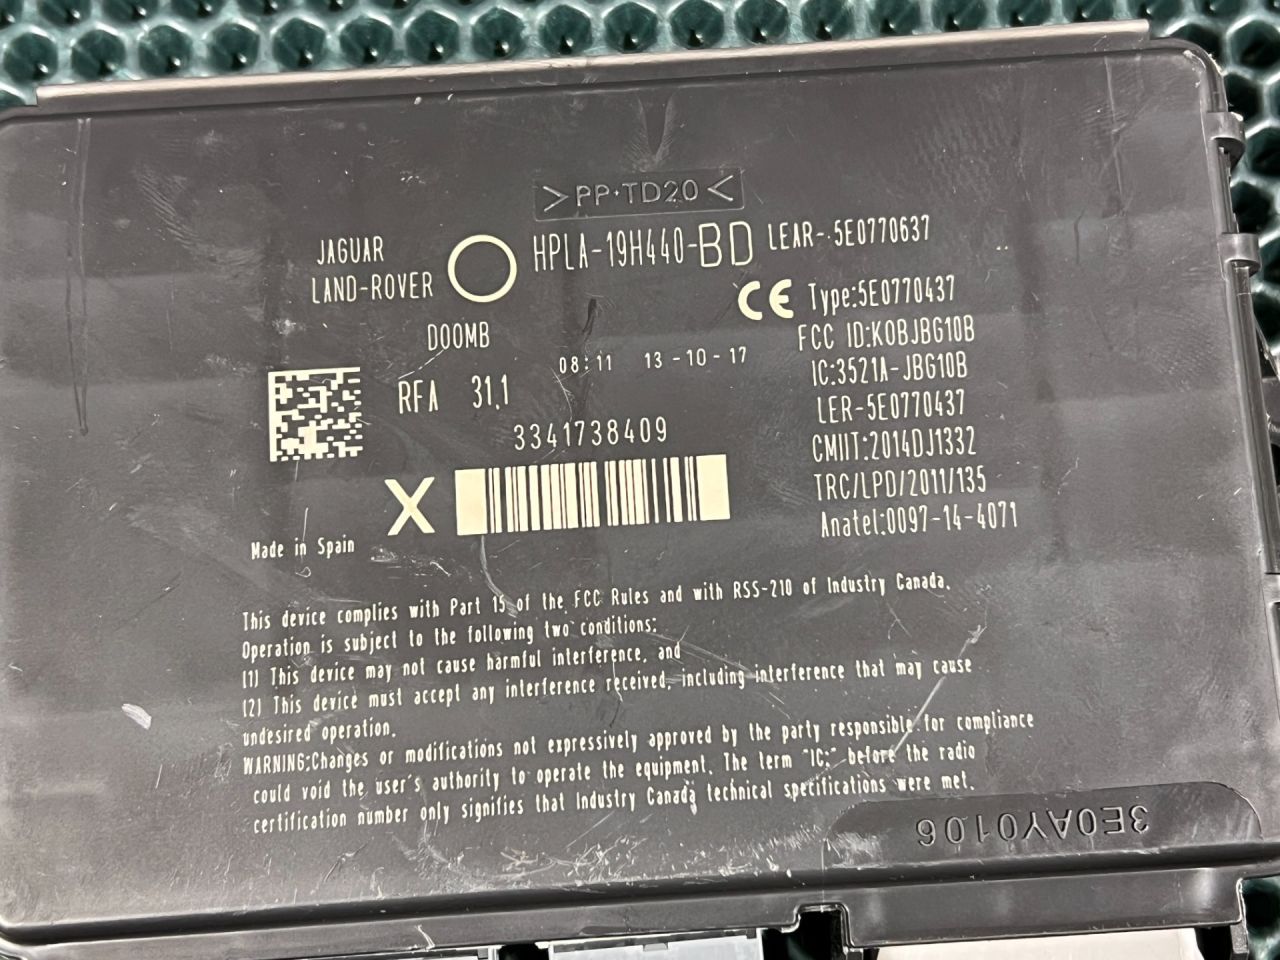 >PP·TD20<
JAGUAR
LAND-ROVER
HPLA-19H440-BD
LEAR-.5E0770637
CE Type:5E0770437
DOOMB
08:11 13-10-17
FCC ID:KOBJBG10B
IC:3521A-JBG10B
RFA 31.1
LER-5E0770437
3341738409
CMIIT:2014DJ1332
TRC/LPD/2011/135
X
Anatel:0097-14-4071
Made in Spain
This device complies with Part 15 of the FCC Rules and with RSS-210 of Industry Canada.
Operation is subject to the following two conditions:
(1) This device may not cause harmful interference, and
(2) This device must accept any interference received, including interference that may cause
undesired operation.
WARNING:Changes or modifications not expressively approved by the party responsible for compliance
could void the user's authority to operate the equipment. The term "IC:" before the radio
certification number only signifies that Industry Canada technical specifications were met.
3E0AY0106